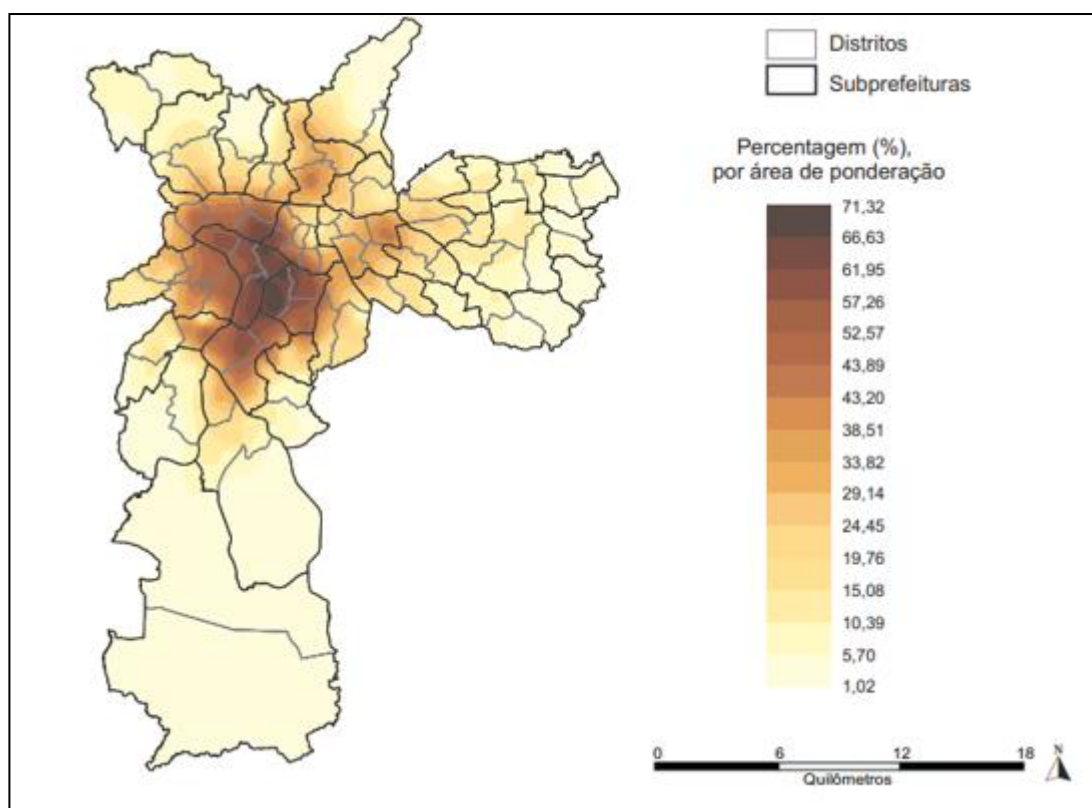 Distritos
Subprefeituras
Percentagem (%),
por área de ponderação
71,32
66,63
61,95
57,26
52,57
43,89
43,20
38,51
33,82
29,14
24,45
19,76
15,08
10,39
5,70
1,02
0 6 12 18
Quilômetros
N